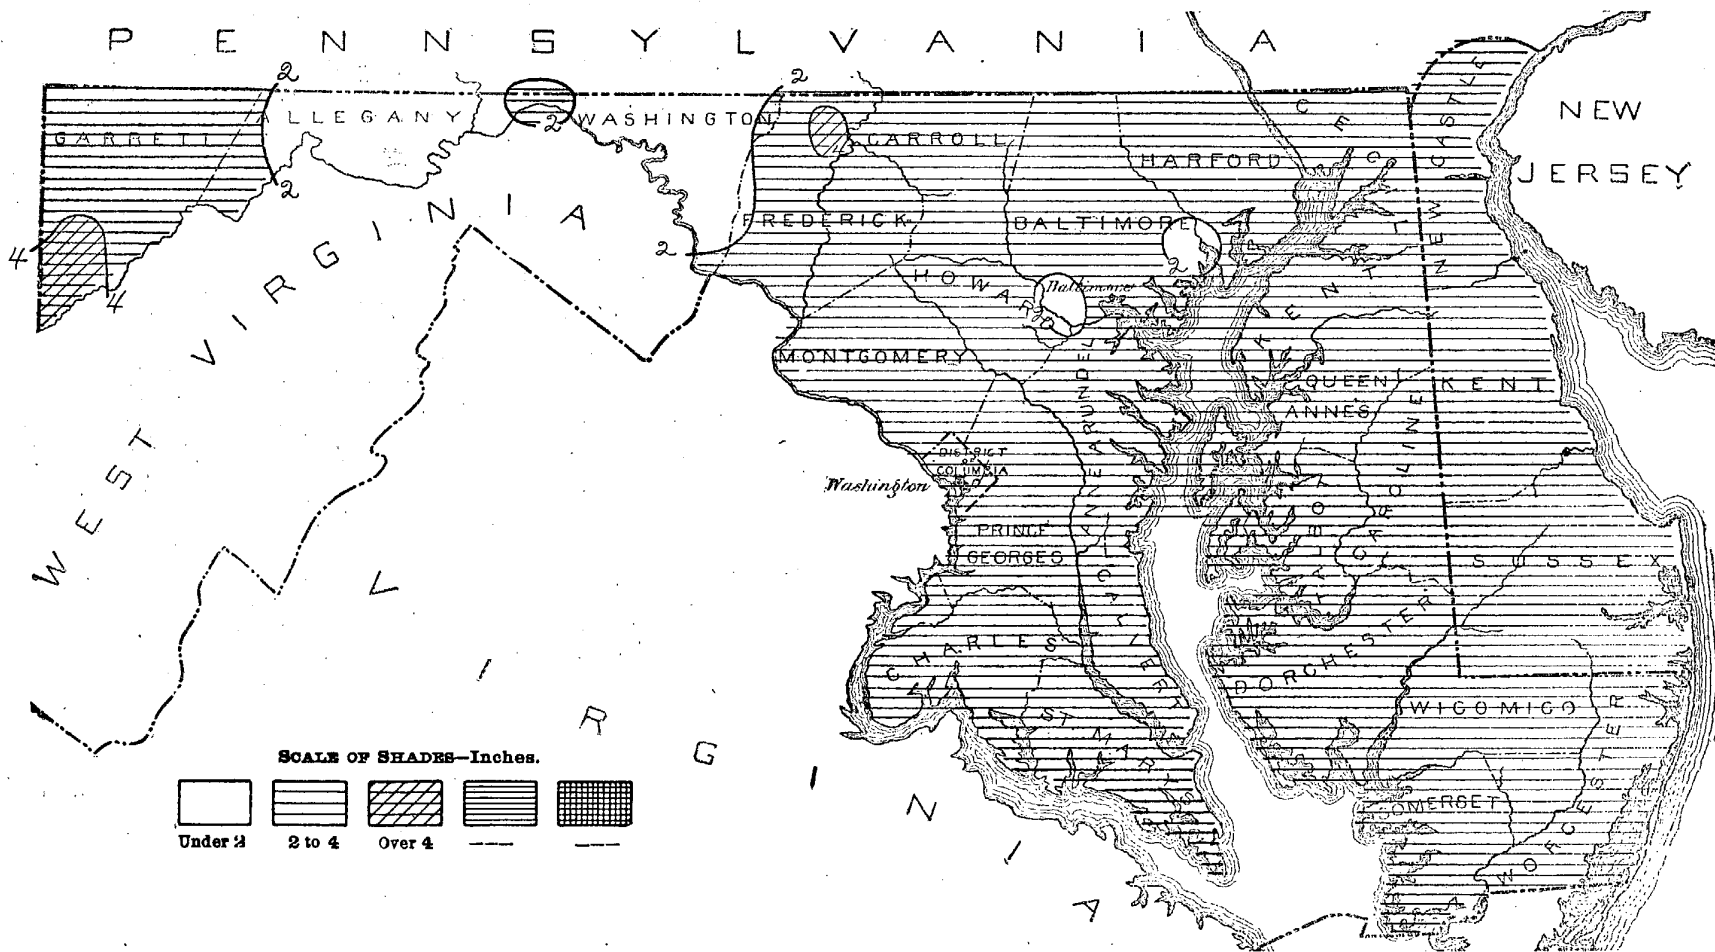 PENNSYLVANIA
NEW
JERSEY
2
2
GARRETT
ALLEGANY
2
WASHINGTON
CARROLL
HARFORD
CECIL
NEW CASTLE
2
4
FREDERICK
BALTIMORE
2
2
4
4
WEST VIRGINIA
HOWARD
Baltimore
2
KENT
MONTGOMERY
ANNE ARUNDEL
QUEEN
ANNES
KENT
CAROLINE
DISTRICT
OF
COLUMBIA
Washington
TALBOT
PRINCE
GEORGES
SUSSEX
CALVERT
CHARLES
DORCHESTER
ST MARYS
WICOMICO
SOMERSET
WORCESTER
VIRGINIA
VA
SCALE OF SHADES—Inches.
Under 2
2 to 4
Over 4